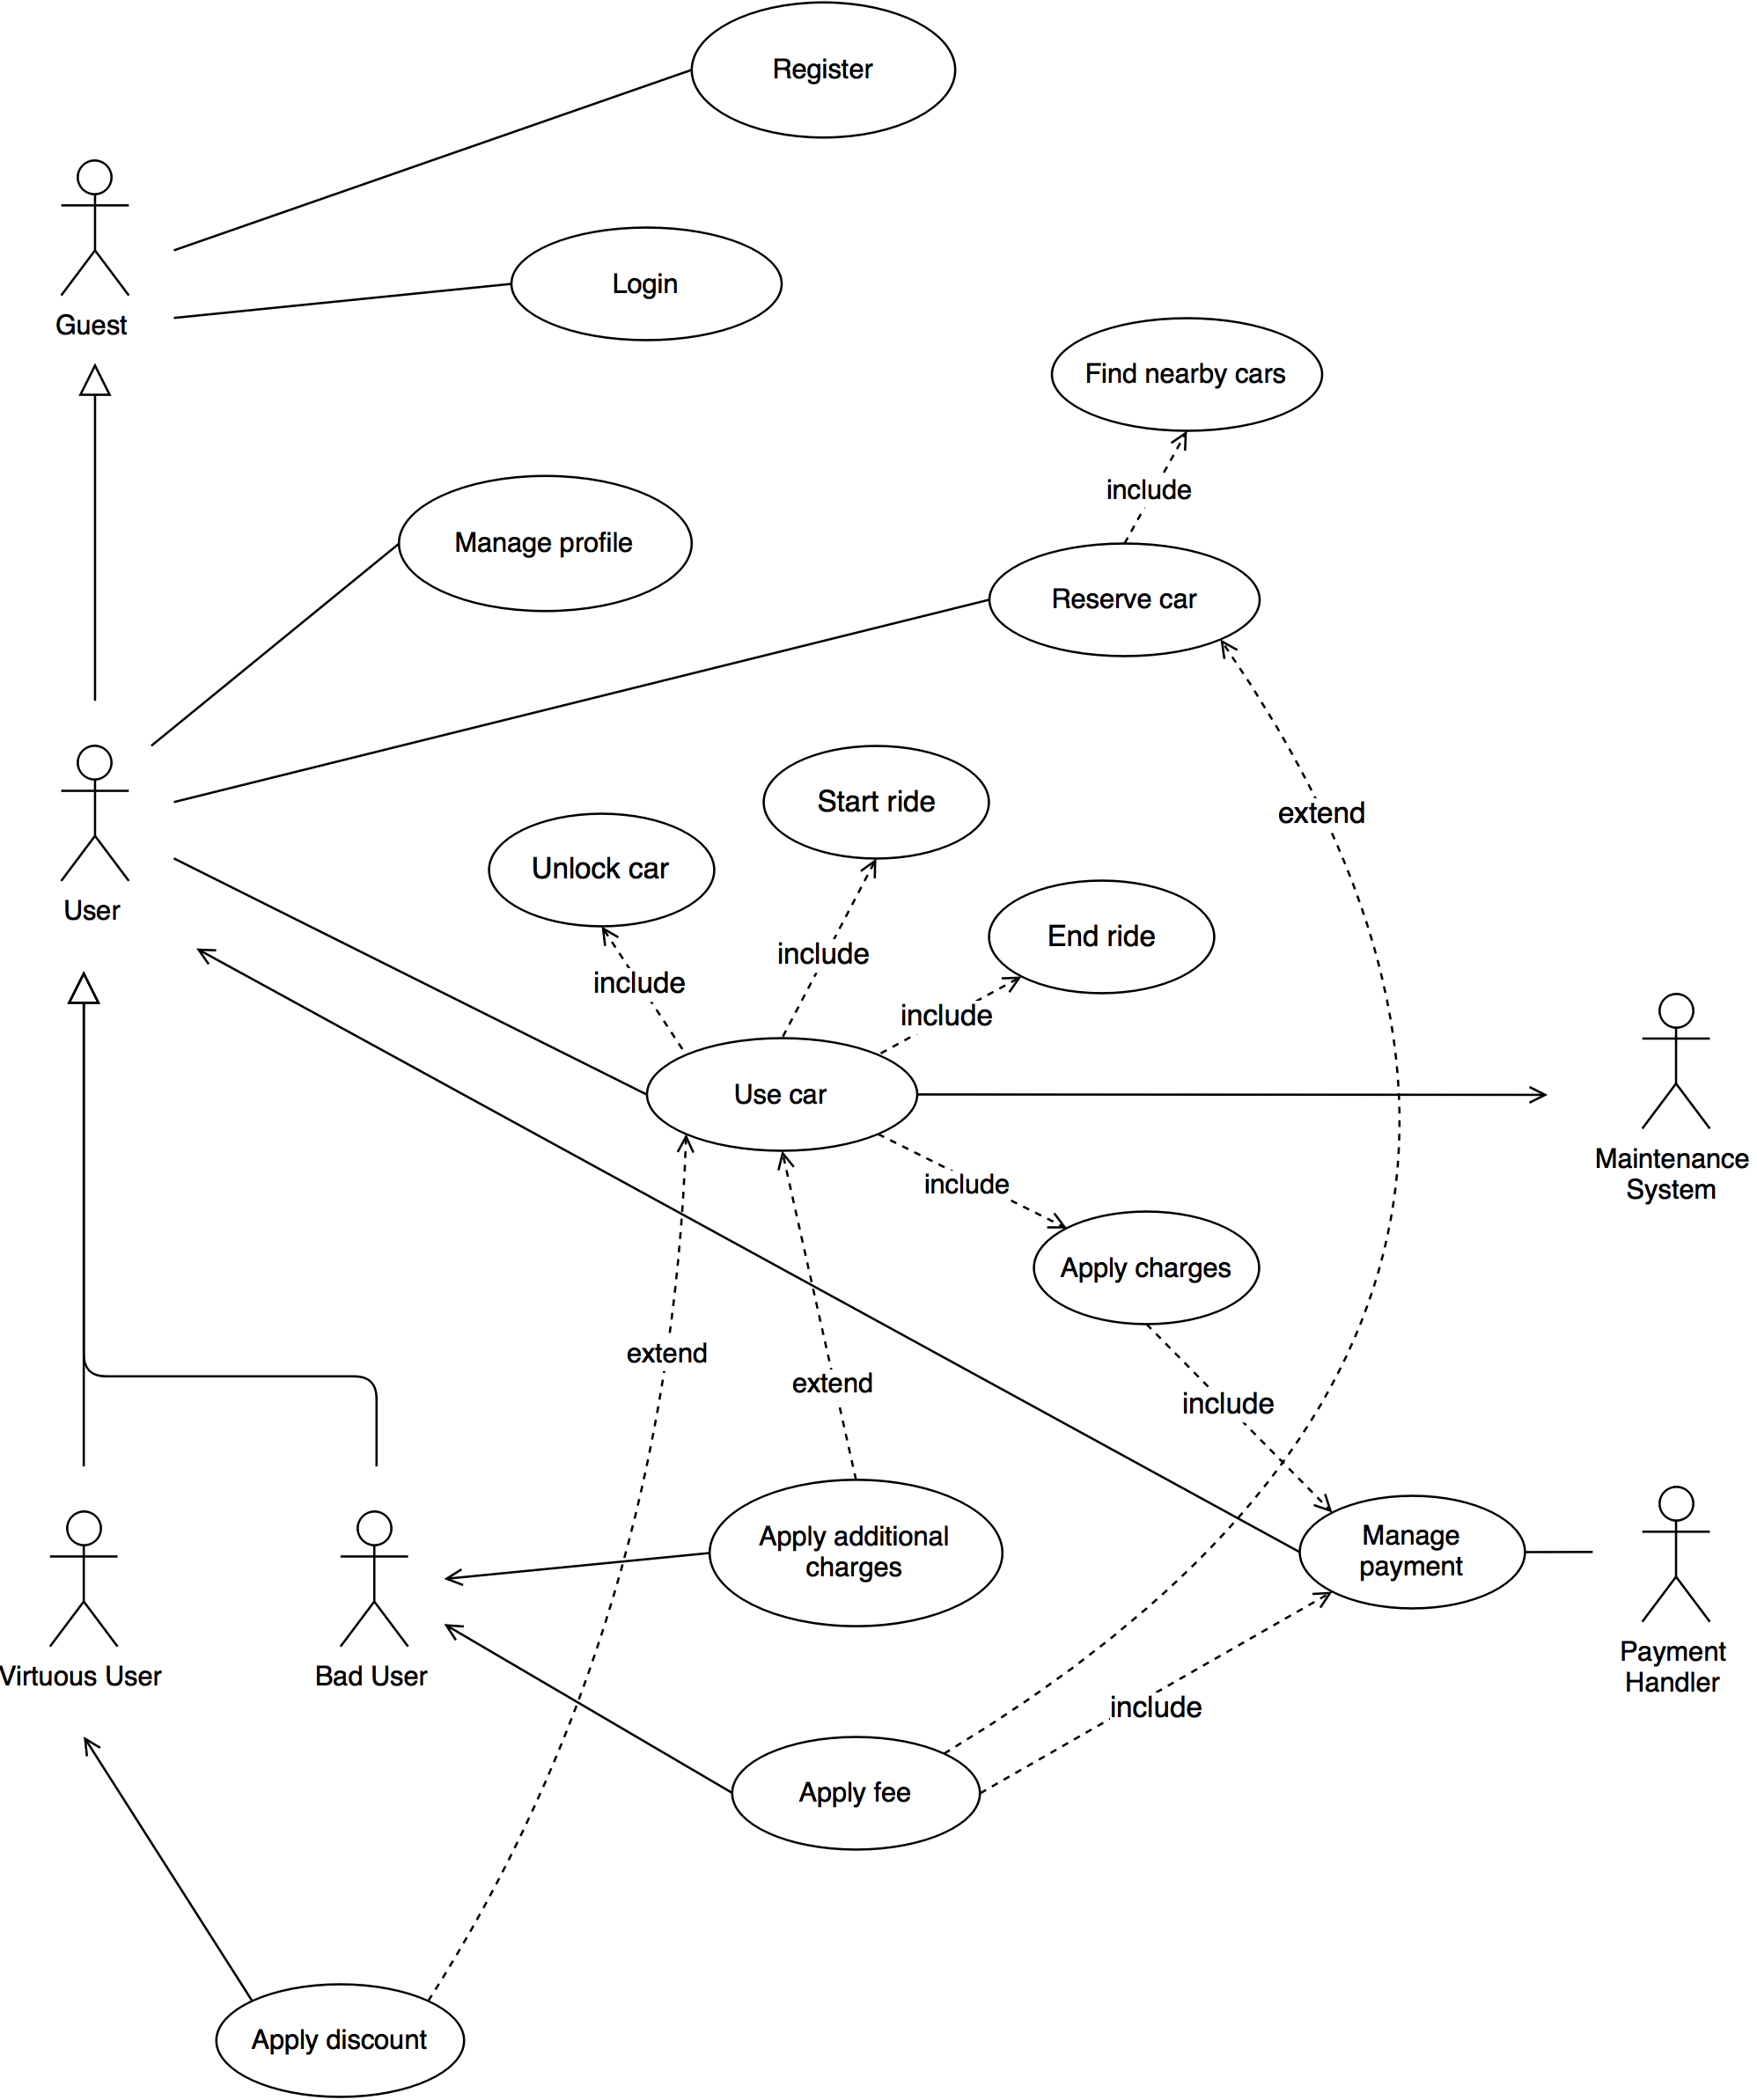 Register
Login
Guest
Find nearby cars
include
Manage profile
Reserve car
Start ride
extend
Unlock car
User
End ride
include
include
include
Use car
Maintenance
System
include
Apply charges
extend
extend
include
Apply additional
charges
Manage
payment
Virtuous User
Bad User
Payment
Handler
include
Apply fee
Apply discount